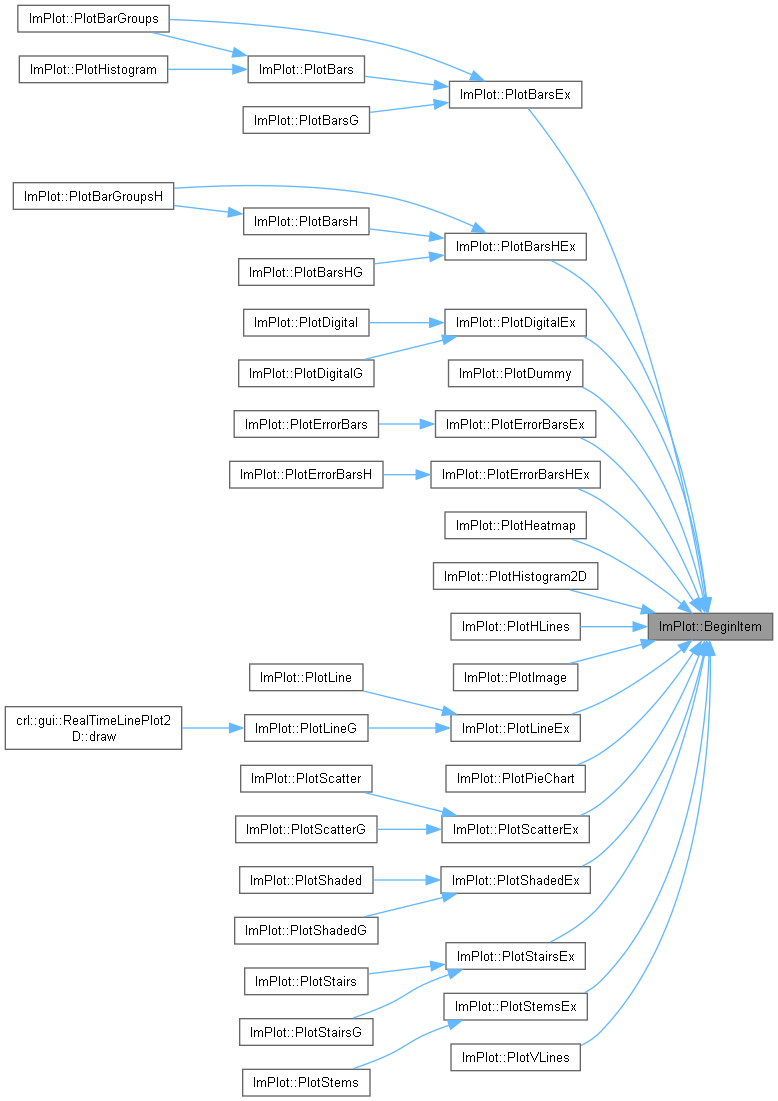 ImPlot::PlotBarGroups
ImPlot::PlotHistogram
ImPlot::PlotBars
ImPlot::PlotBarsEx
ImPlot::PlotBarsG
ImPlot::PlotBarGroupsH
ImPlot::PlotBarsH
ImPlot::PlotBarsHEx
ImPlot::PlotBarsHG
ImPlot::PlotDigital
ImPlot::PlotDigitalEx
ImPlot::PlotDigitalG
ImPlot::PlotDummy
ImPlot::PlotErrorBars
ImPlot::PlotErrorBarsEx
ImPlot::PlotErrorBarsH
ImPlot::PlotErrorBarsHEx
ImPlot::PlotHeatmap
ImPlot::PlotHistogram2D
ImPlot::PlotHLines
ImPlot::BeginItem
ImPlot::PlotImage
ImPlot::PlotLine
crl::gui::RealTimeLinePlot2
D::draw
ImPlot::PlotLineG
ImPlot::PlotLineEx
ImPlot::PlotPieChart
ImPlot::PlotScatter
ImPlot::PlotScatterG
ImPlot::PlotScatterEx
ImPlot::PlotShaded
ImPlot::PlotShadedEx
ImPlot::PlotShadedG
ImPlot::PlotStairsEx
ImPlot::PlotStairs
ImPlot::PlotStemsEx
ImPlot::PlotStairsG
ImPlot::PlotVLines
ImPlot::PlotStems